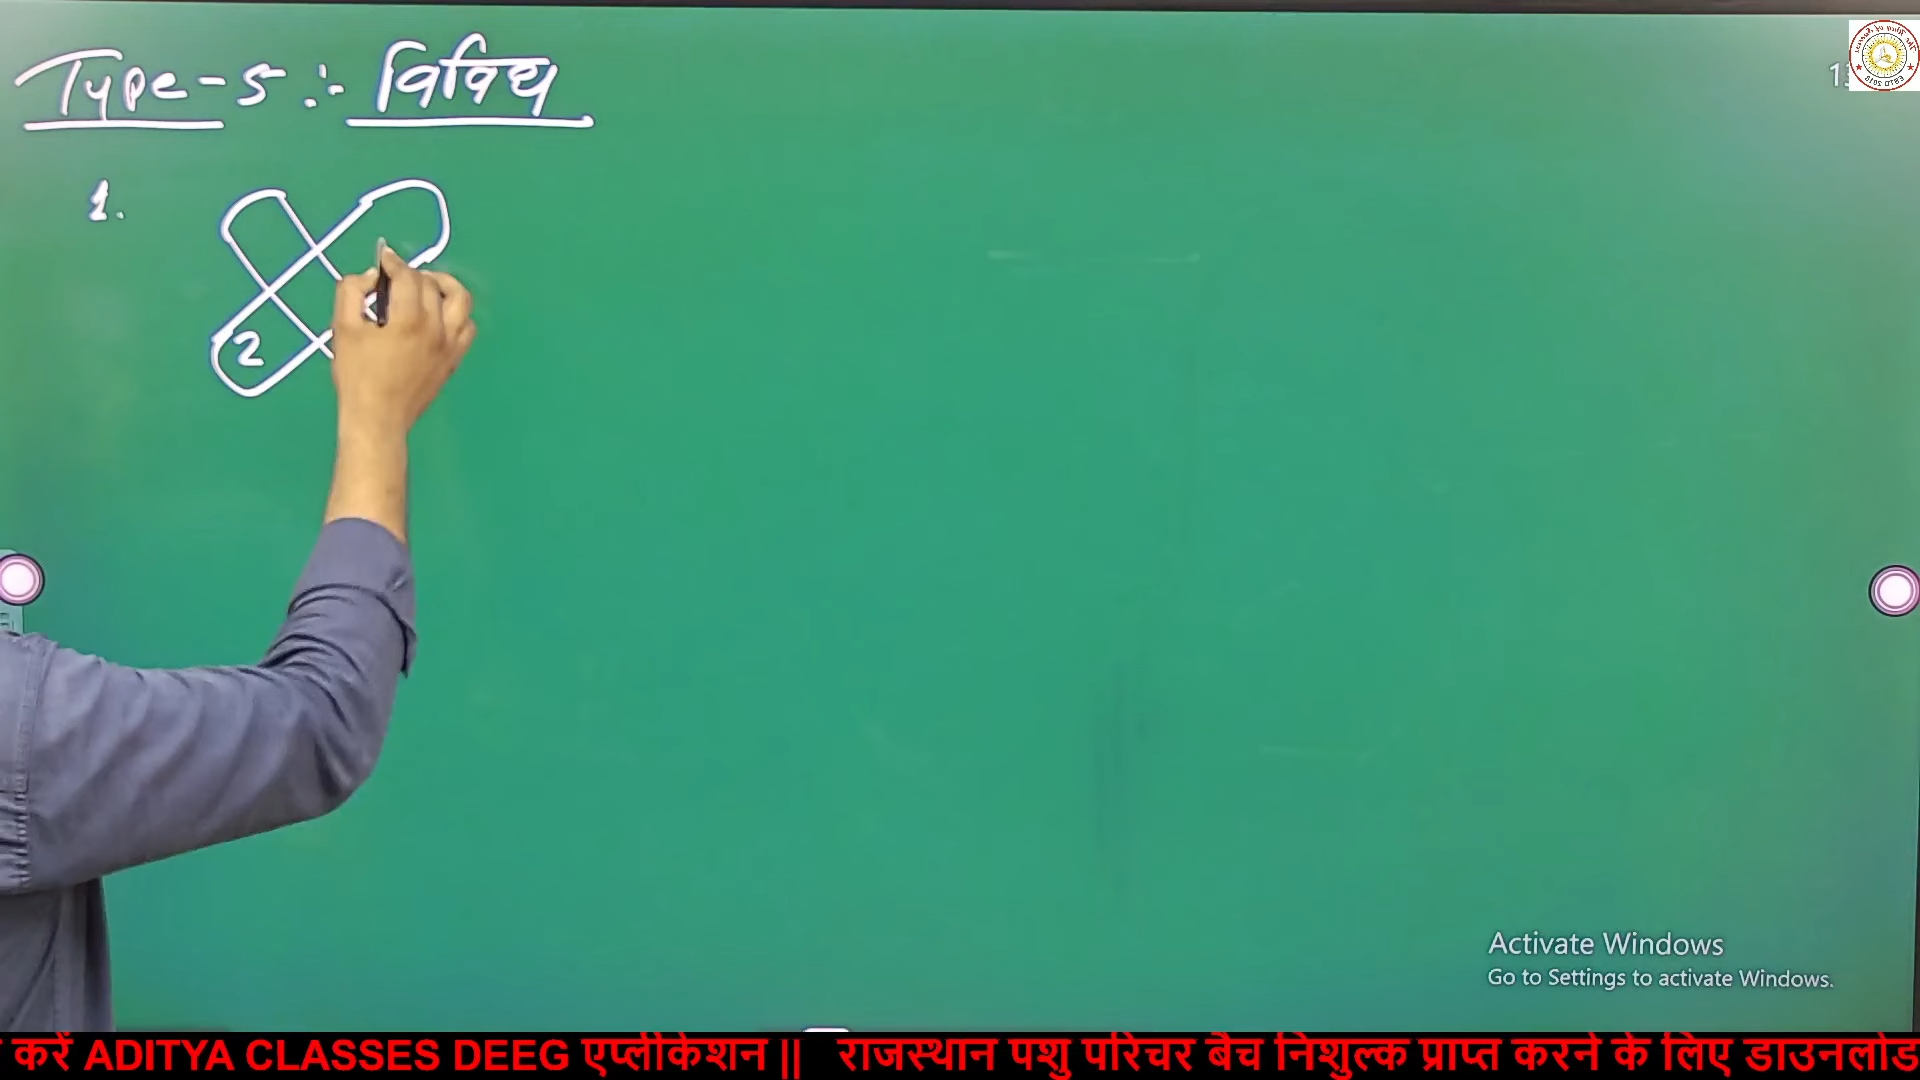 Type-5 :- विविध
1.
2
Activate Windows
Go to Settings to activate Windows.
करें ADITYA CLASSES DEEG एप्लीकेशन || राजस्थान पशु परिचर बैच निशुल्क प्राप्त करने के लिए डाउनलोड